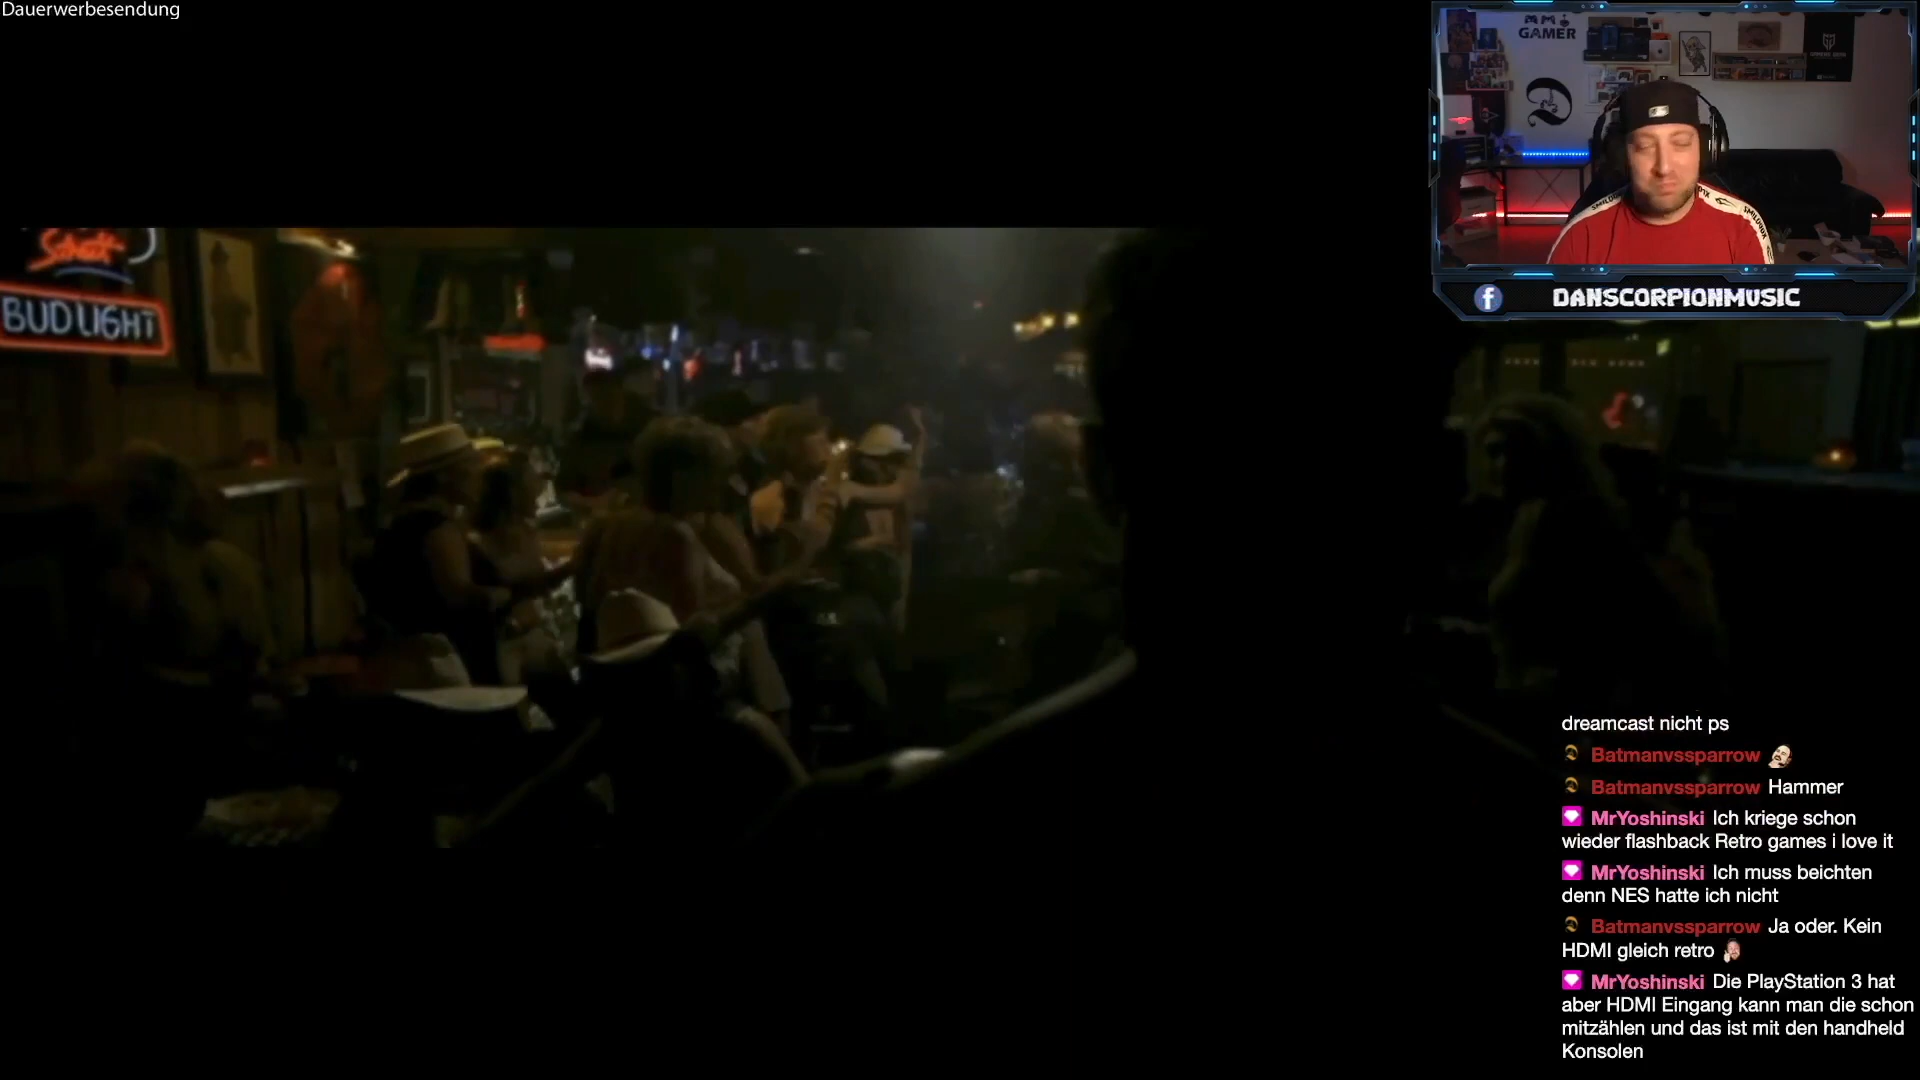 Dauerwerbesendung
GAMER
BUD LIGHT
DANSCORPIONMUSIC
dreamcast nicht ps
Batmanvssparrow
Batmanvssparrow Hammer
MrYoshinski Ich kriege schon
wieder flashback Retro games i love it
MrYoshinski Ich muss beichten
denn NES hatte ich nicht
Batmanvssparrow Ja oder. Kein
HDMI gleich retro
MrYoshinski Die PlayStation 3 hat
aber HDMI Eingang kann man die schon
mitzählen und das ist mit den handheld
Konsolen